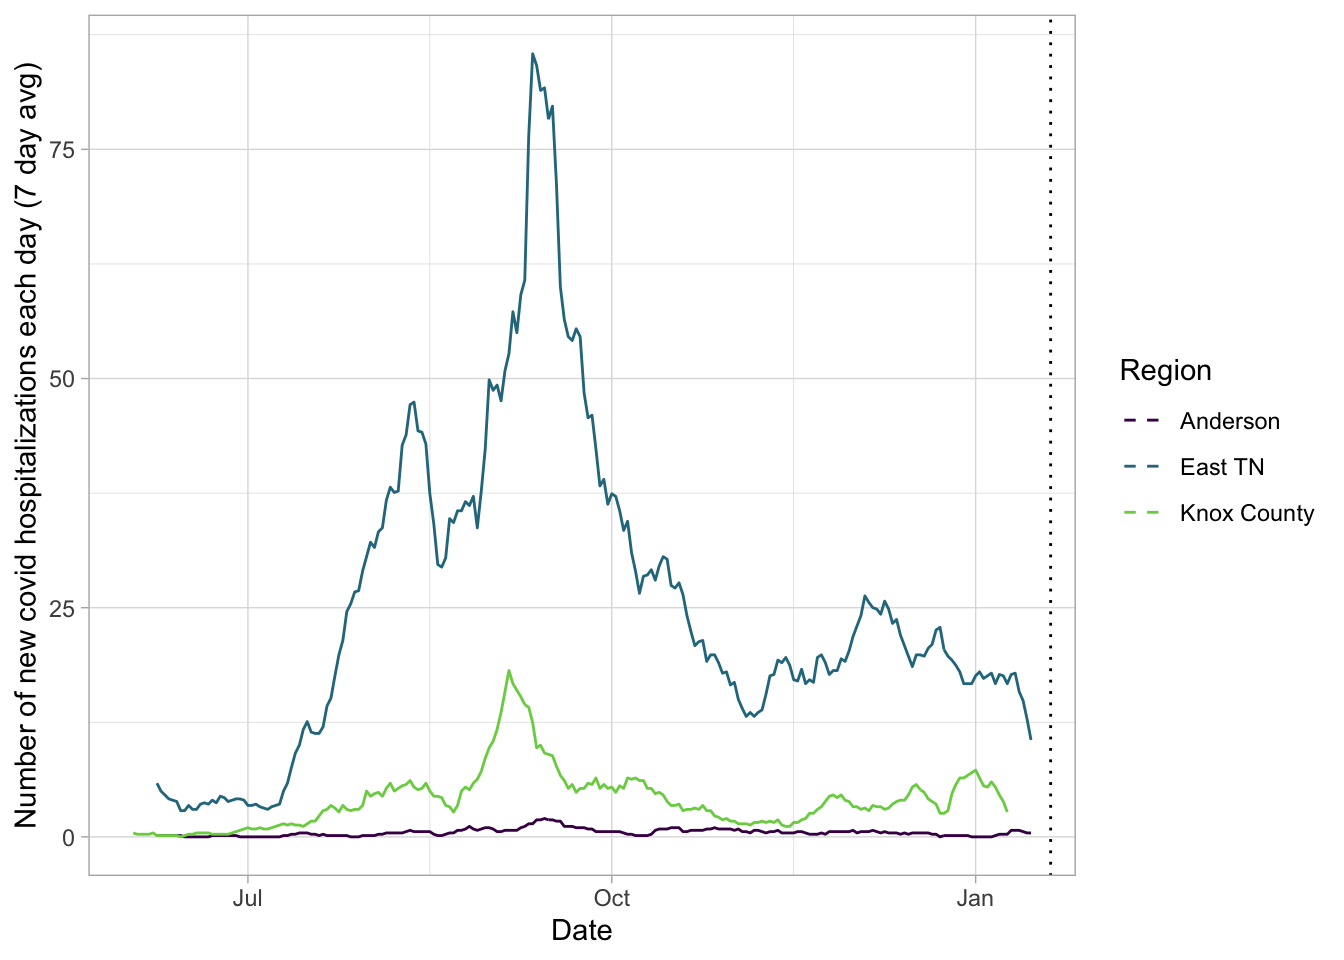 Number of new covid hospitalizations each day (7 day avg)
75
50
25
0
Jul
Oct
Jan
Date
Region
Anderson
East TN
Knox County